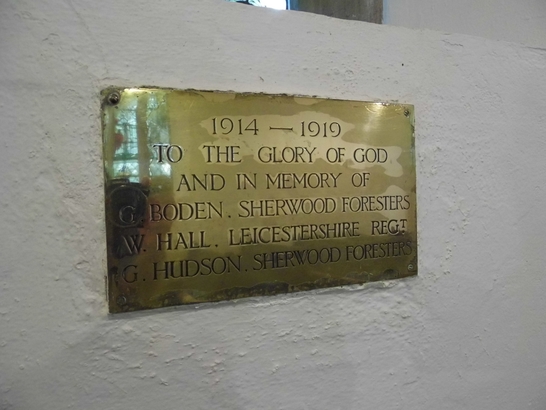 1914 — 1919
TO THE GLORY OF GOD
AND IN MEMORY OF
G. BODEN. SHERWOOD FORESTERS
W. HALL. LEICESTERSHIRE REGT
G. HUDSON. SHERWOOD FORESTERS